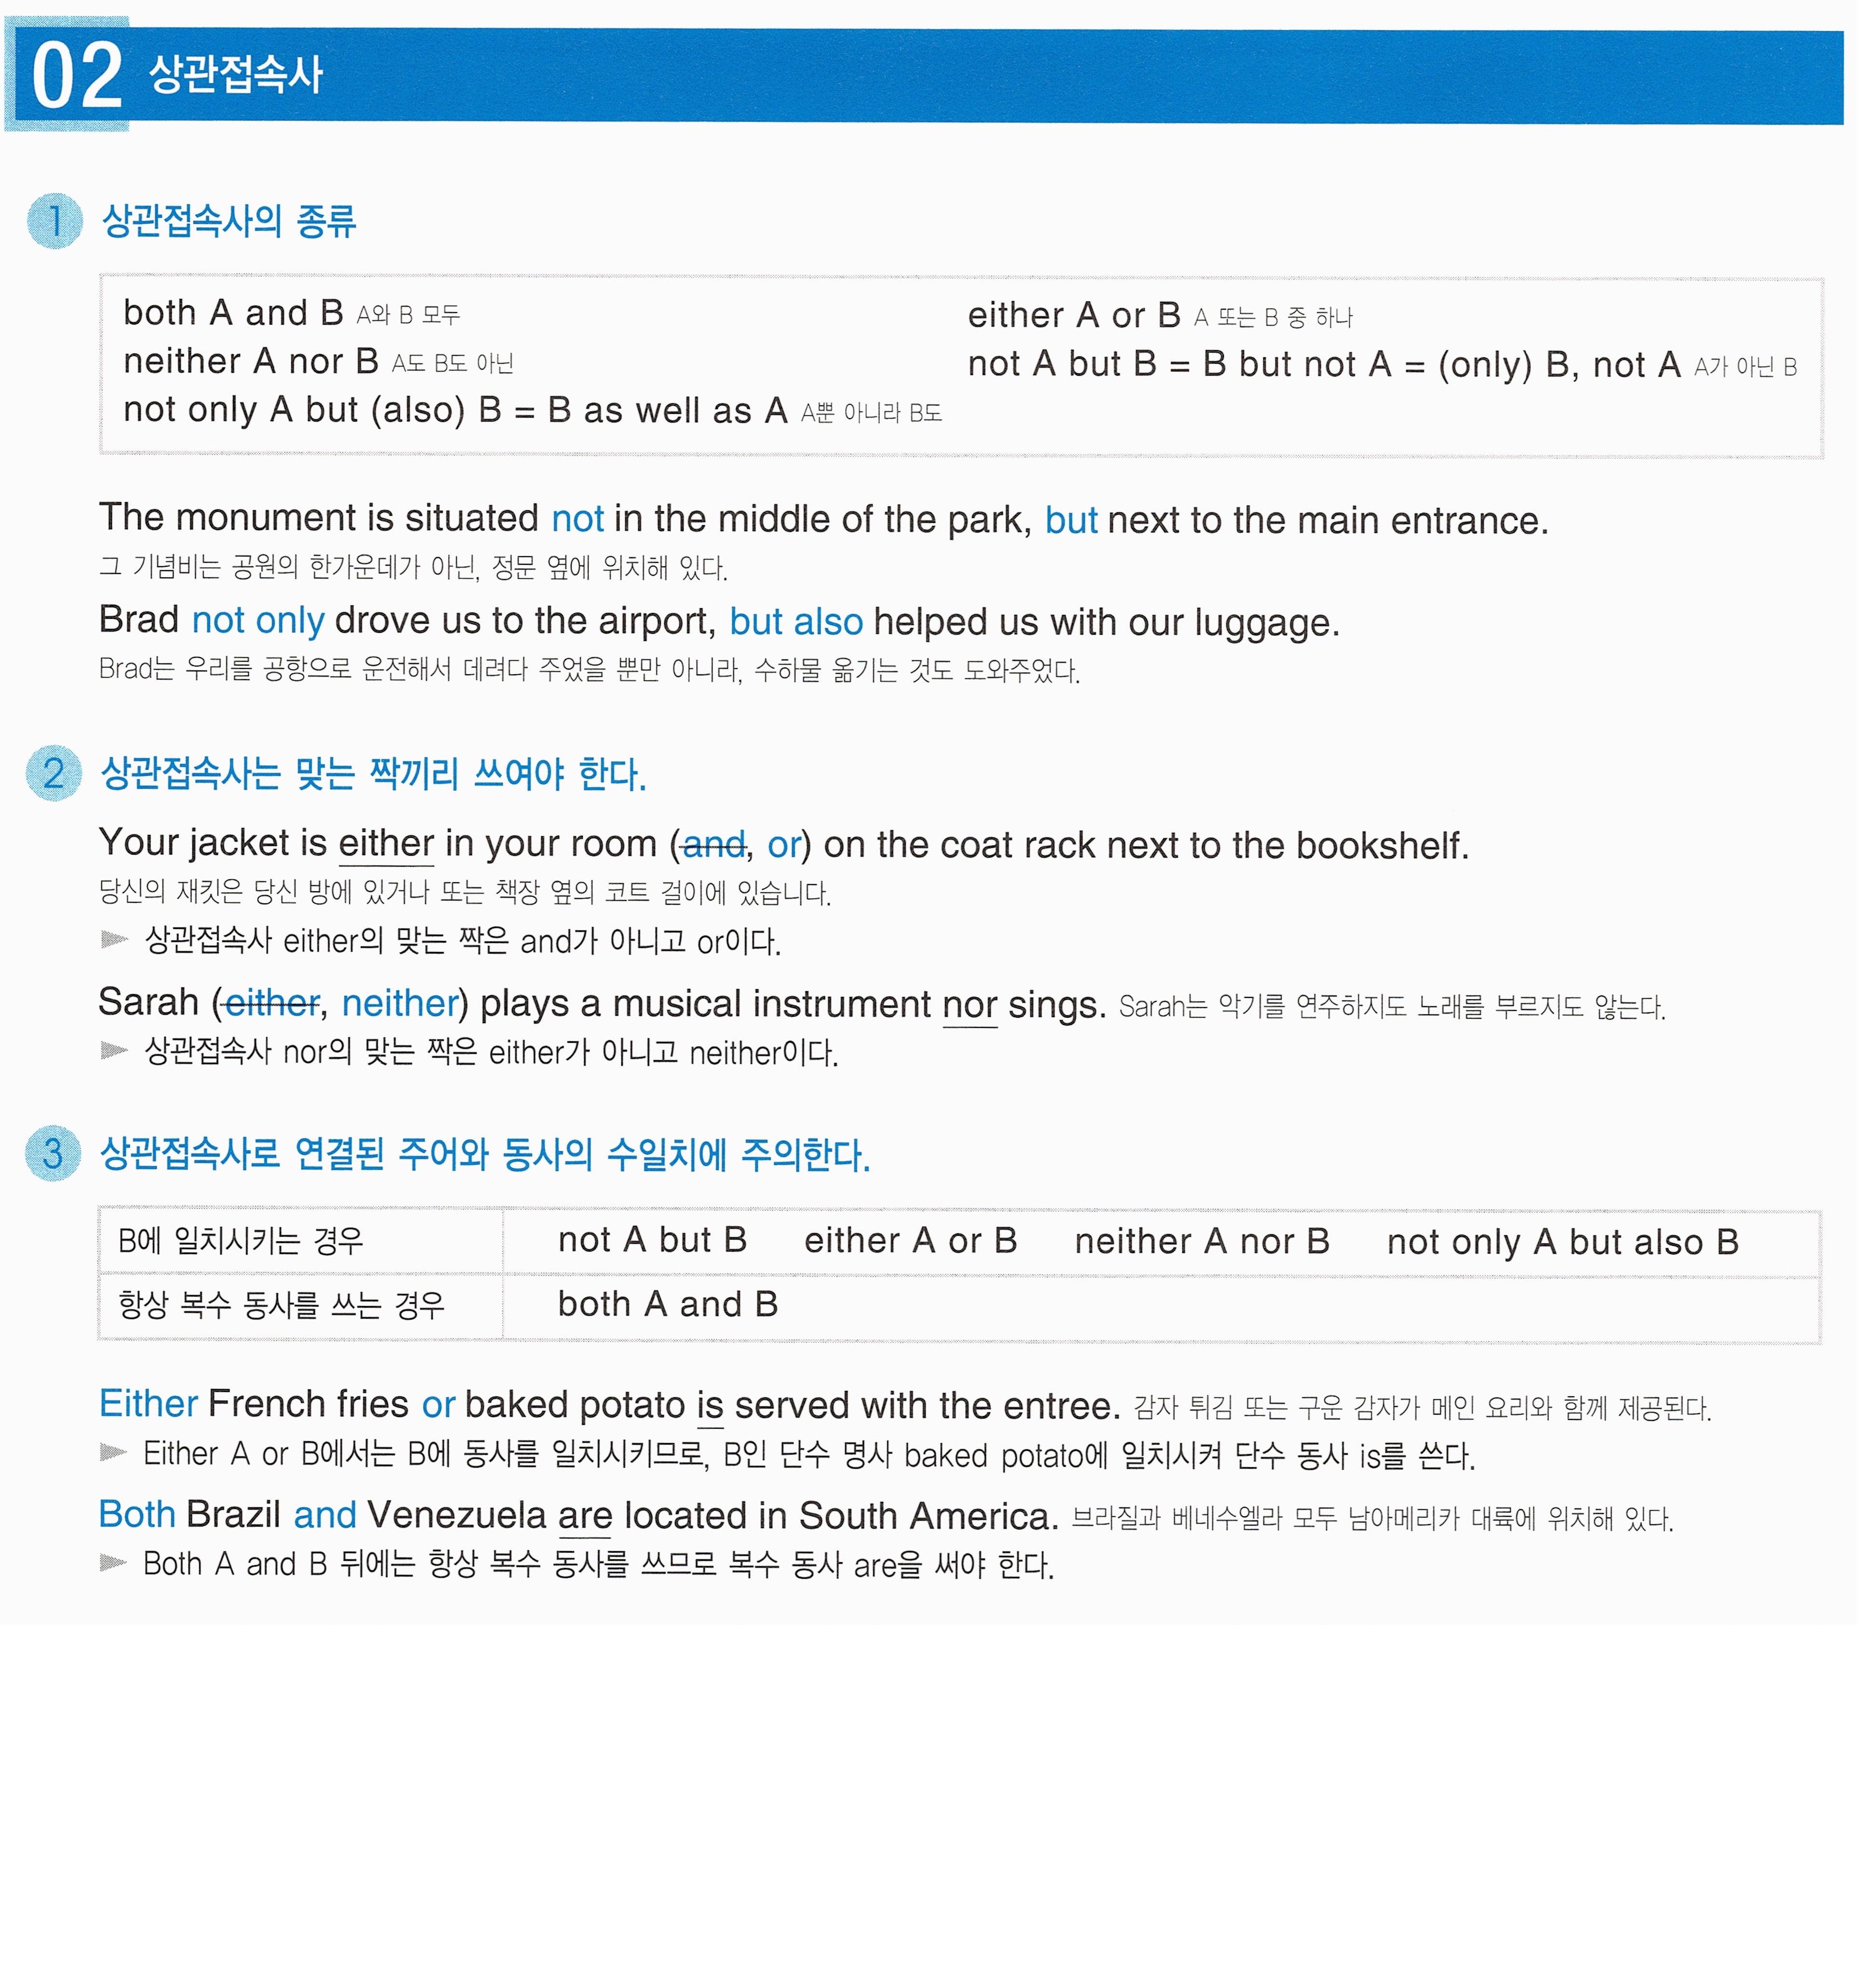 02 상관접속사
1 상관접속사의 종류
both A and B A와 B 모두
either A or B A 또는 B 중 하나
neither A nor B A도 B도 아닌
not A but B = B but not A = (only) B, not A A가 아닌 B
not only A but (also) B = B as well as A A뿐 아니라 B도
The monument is situated not in the middle of the park, but next to the main entrance.
그 기념비는 공원의 한가운데가 아닌, 정문 옆에 위치해 있다.
Brad not only drove us to the airport, but also helped us with our luggage.
Brad는 우리를 공항으로 운전해서 데려다 주었을 뿐만 아니라, 수하물 옮기는 것도 도와주었다.
2 상관접속사는 맞는 짝끼리 쓰여야 한다.
Your jacket is either in your room (and, or) on the coat rack next to the bookshelf.
당신의 재킷은 당신 방에 있거나 또는 책장 옆의 코트 걸이에 있습니다.
▶ 상관접속사 either의 맞는 짝은 and가 아니고 or이다.
Sarah (either, neither) plays a musical instrument nor sings. Sarah는 악기를 연주하지도 노래를 부르지도 않는다.
▶ 상관접속사 nor의 맞는 짝은 either가 아니고 neither이다.
3 상관접속사로 연결된 주어와 동사의 수일치에 주의한다.
B에 일치시키는 경우 not A but B either A or B neither A nor B not only A but also B
항상 복수 동사를 쓰는 경우 both A and B
Either French fries or baked potato is served with the entree. 감자 튀김 또는 구운 감자가 메인 요리와 함께 제공된다.
▶ Either A or B에서는 B에 동사를 일치시키므로, B인 단수 명사 baked potato에 일치시켜 단수 동사 is를 쓴다.
Both Brazil and Venezuela are located in South America. 브라질과 베네수엘라 모두 남아메리카 대륙에 위치해 있다.
▶ Both A and B 뒤에는 항상 복수 동사를 쓰므로 복수 동사 are을 써야 한다.